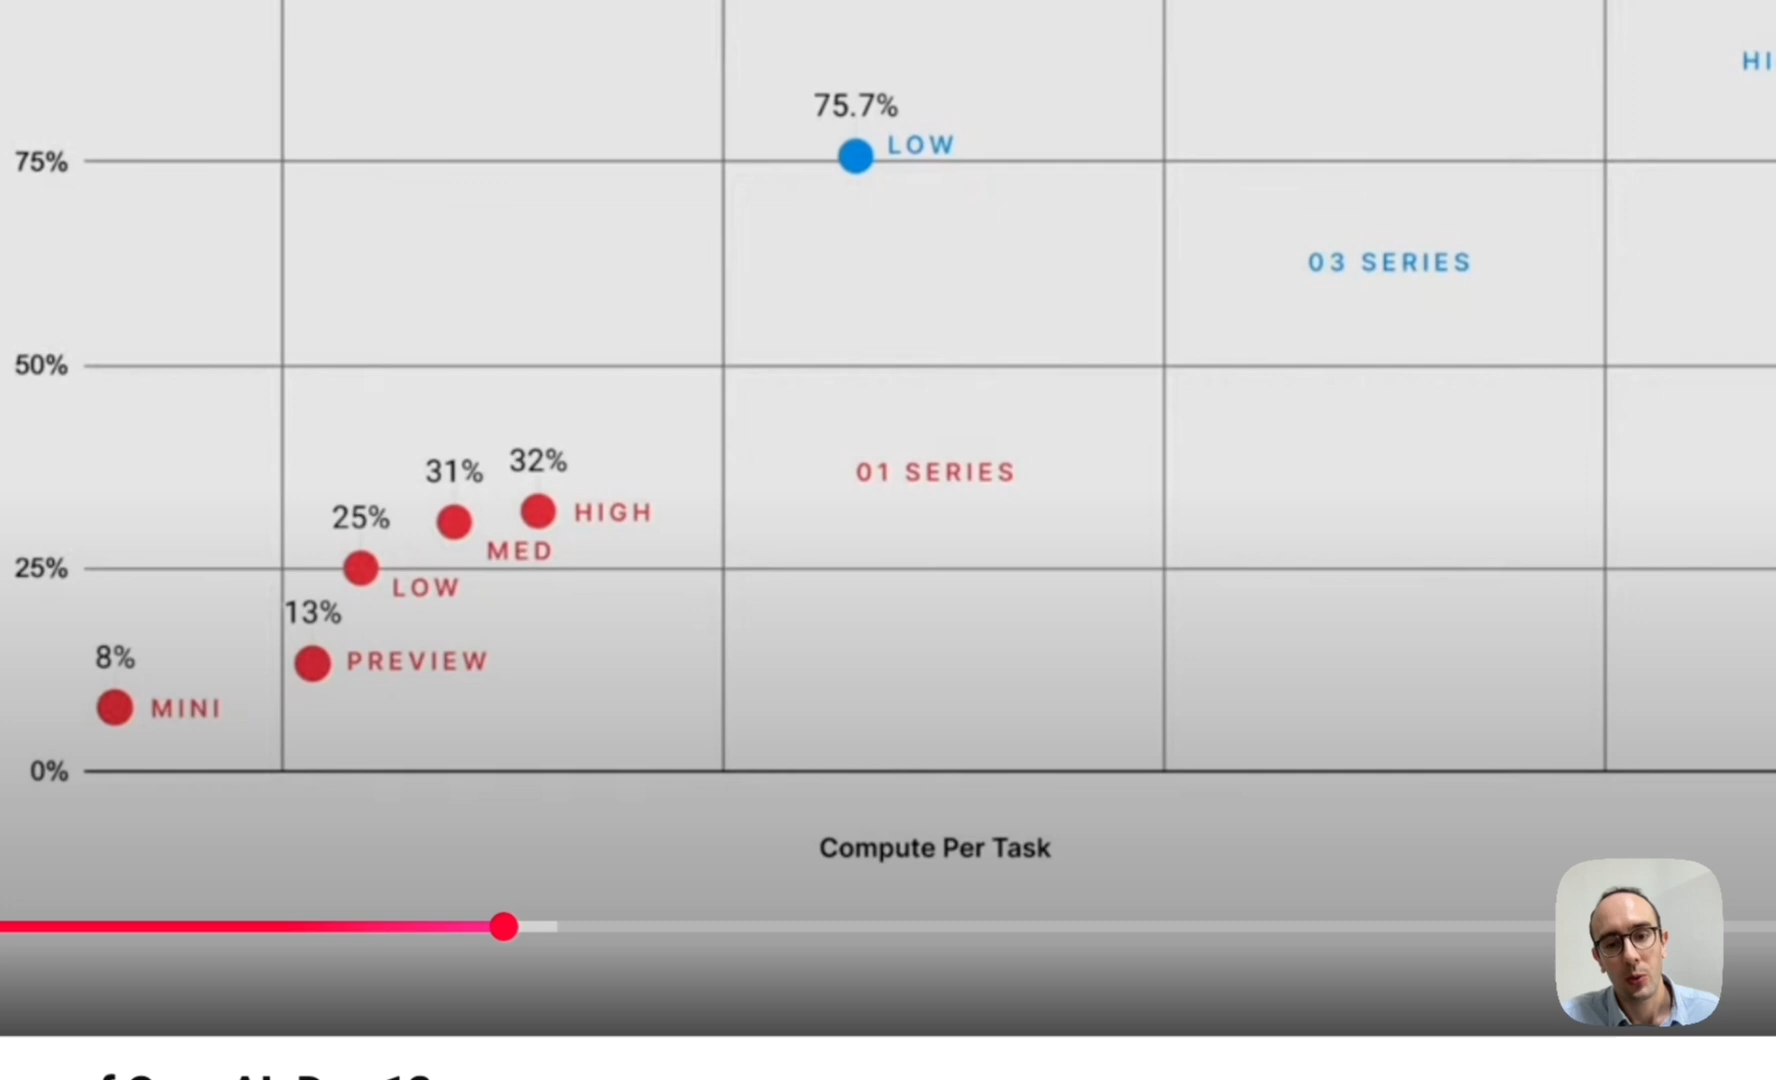 HI
75.7%
LOW
75%
03 SERIES
50%
32%
31%
01 SERIES
HIGH
25%
MED
25%
LOW
13%
PREVIEW
8%
MINI
0%
Compute Per Task